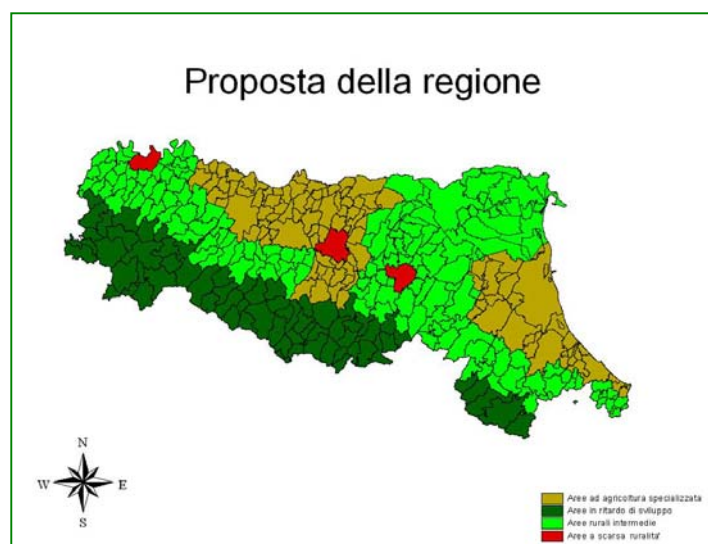 Proposta della regione
N
W E
S
Aree ad agricoltura specializzata
Aree in ritardo di sviluppo
Aree rurali intermedie
Aree a scarsa ruralita'